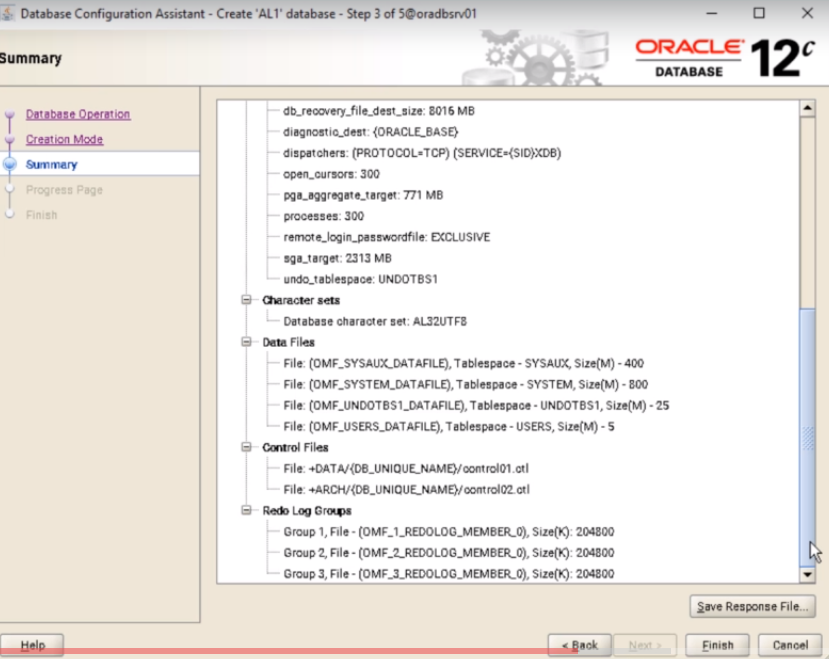 Database Configuration Assistant - Create 'AL1' database - Step 3 of 5@oradbsrv01
Summary
ORACLE
DATABASE
12c
Database Operation
Creation Mode
Summary
Progress Page
Finish
db_recovery_file_dest_size: 8016 MB
diagnostic_dest: {ORACLE_BASE}
dispatchers: (PROTOCOL=TCP) (SERVICE={SID}XDB)
open_cursors: 300
pga_aggregate_target: 771 MB
processes: 300
remote_login_passwordfile: EXCLUSIVE
sga_target: 2313 MB
undo_tablespace: UNDOTBS1
Character sets
Database character set: AL32UTF8
Data Files
File: (OMF_SYSAUX_DATAFILE), Tablespace - SYSAUX, Size(M) - 400
File: (OMF_SYSTEM_DATAFILE), Tablespace - SYSTEM, Size(M) - 800
File: (OMF_UNDOTBS1_DATAFILE), Tablespace - UNDOTBS1, Size(M) - 25
File: (OMF_USERS_DATAFILE), Tablespace - USERS, Size(M) - 5
Control Files
File: +DATA/{DB_UNIQUE_NAME}/control01.ctl
File: +ARCH/{DB_UNIQUE_NAME}/control02.ctl
Redo Log Groups
Group 1, File - (OMF_1_REDOLOG_MEMBER_0), Size(K): 204800
Group 2, File - (OMF_2_REDOLOG_MEMBER_0), Size(K): 204800
Group 3, File - (OMF_3_REDOLOG_MEMBER_0), Size(K): 204800
Save Response File...
Help
< Back
Next >
Finish
Cancel